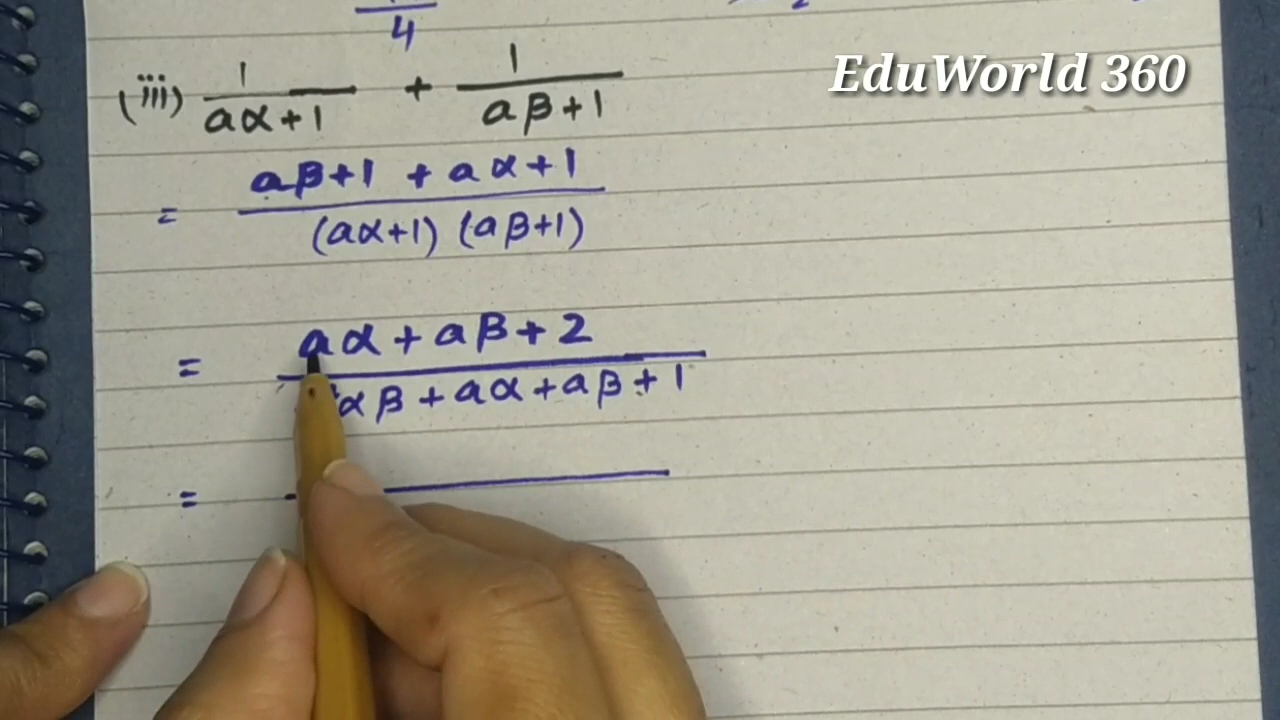 4
EduWorld 360
(iii) 1/(aα+1) + 1/(aβ+1)
= (aβ+1 + aα+1)/((aα+1) (aβ+1))
= aα + aβ + 2
αβ + aα + aβ + 1
=